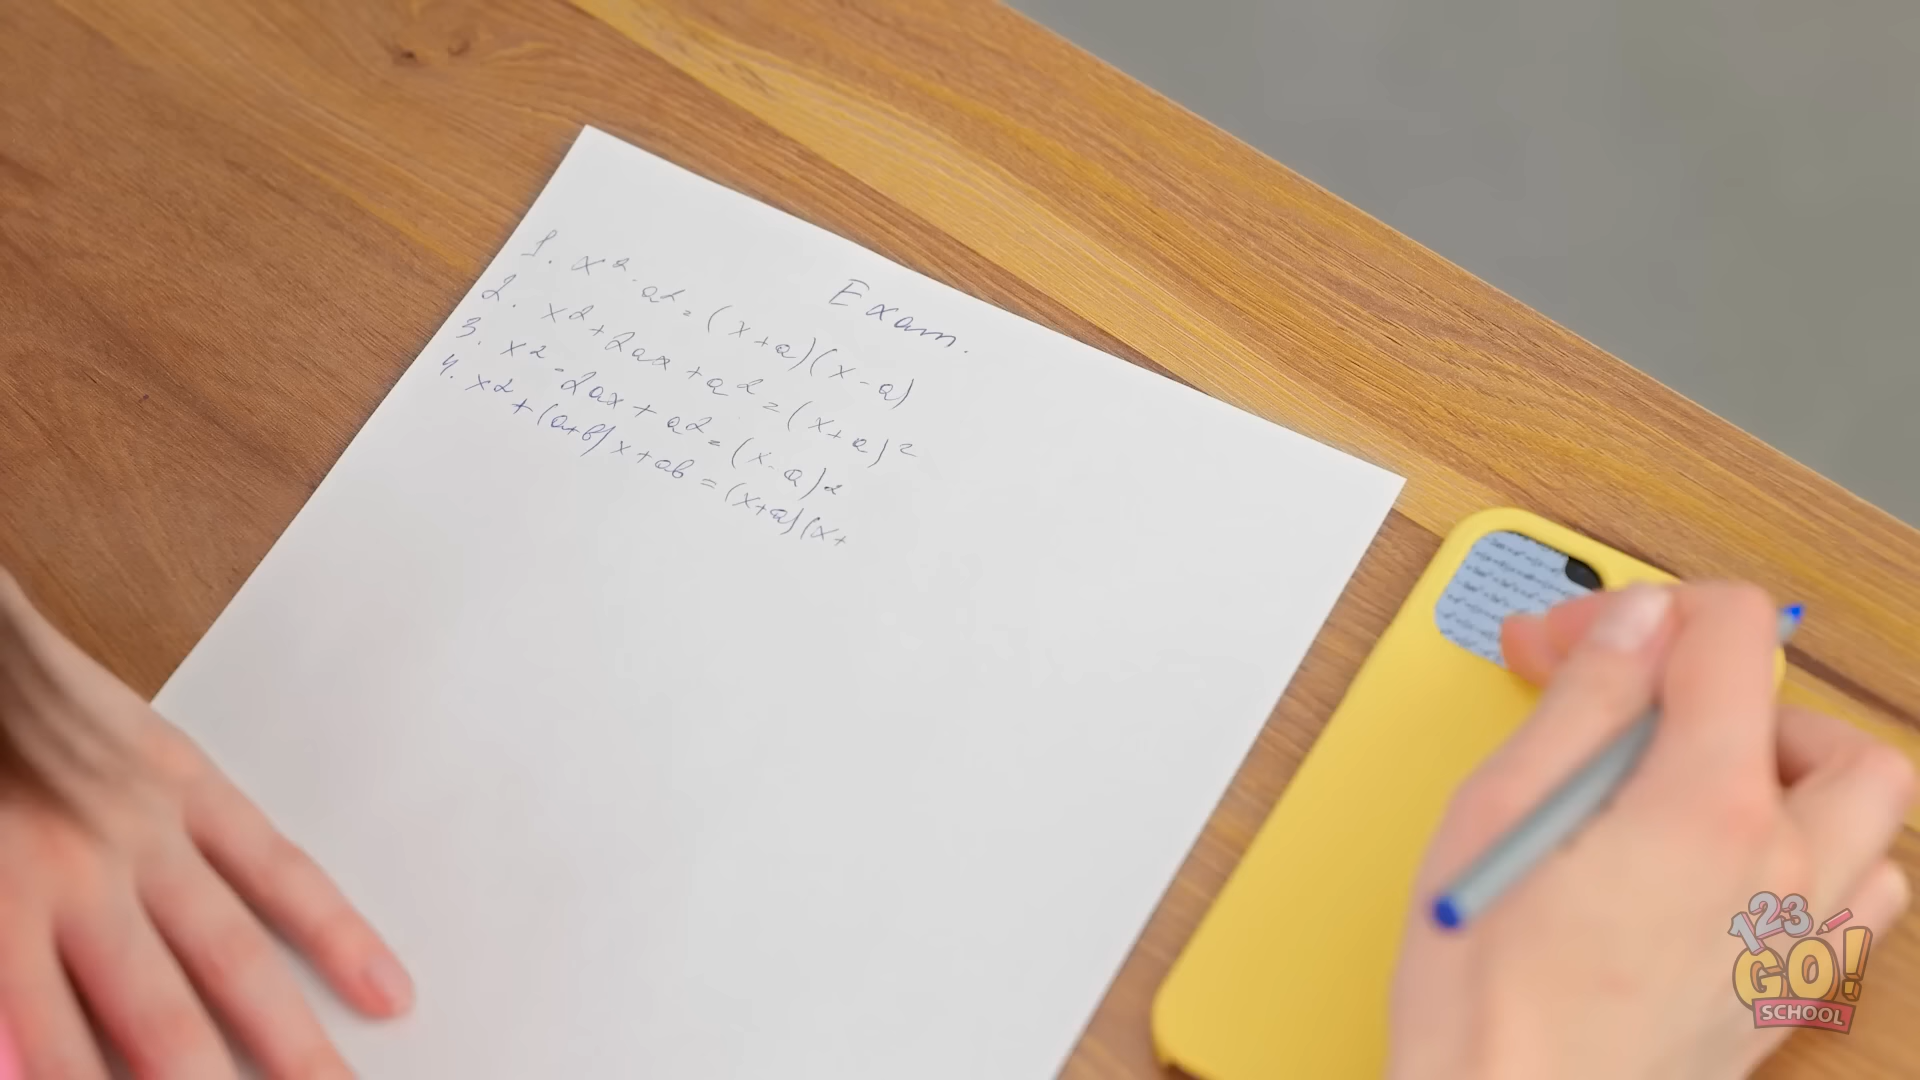 Exam.
1. x² - a² = (x+a)(x-a)
2. x² + 2ax + a² = (x+a)²
3. x² - 2ax + a² = (x-a)²
4. x² + (a+b)x + ab = (x+a)(x+
123
GO!
SCHOOL